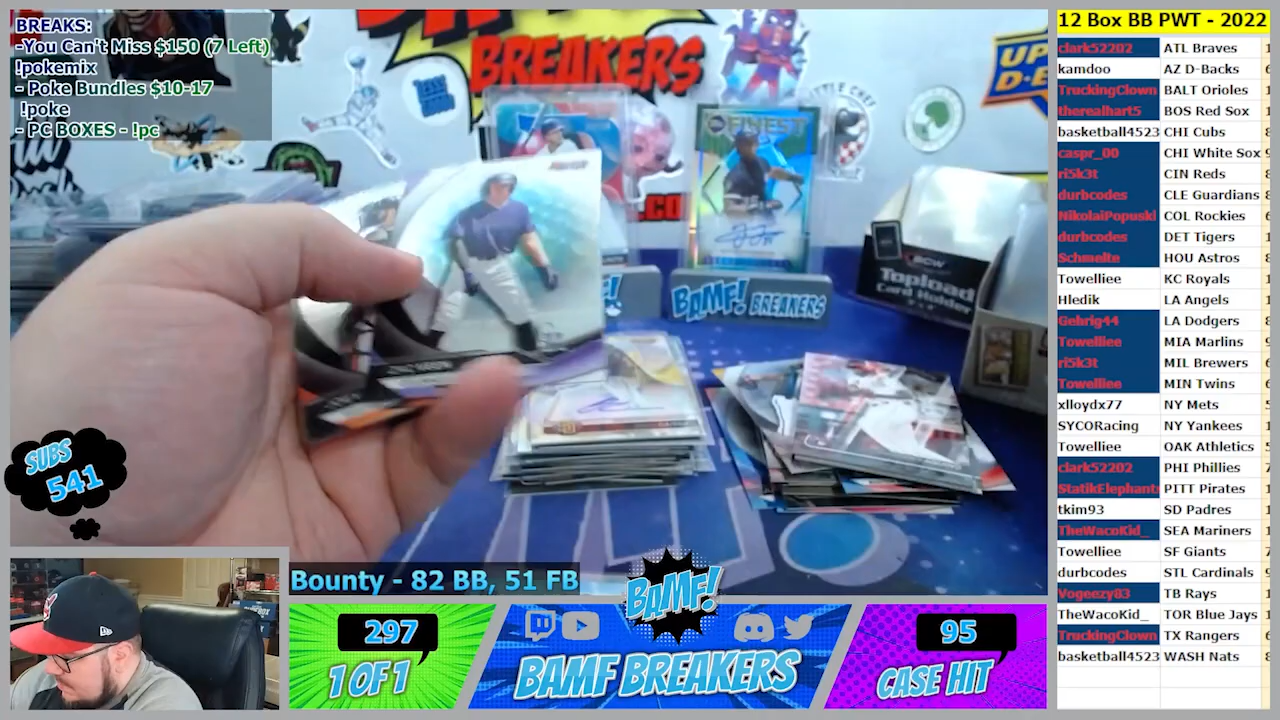 BREAKS:
-You Can't Miss $150 (7 Left)
!pokemix
- Poke Bundles $10-17
!poke
- PC BOXES - !pc
BREAKERS
UP
D-E
FINEST
BCW
Topload
Card Holder
BAMF! BREAKERS
SUBS
541
Bounty - 82 BB, 51 FB
BAMF!
297
1 OF 1
BAMF BREAKERS
95
CASE HIT
12 Box BB PWT - 2022
clark52202 ATL Braves
kamdoo AZ D-Backs
TruckingClown BALT Orioles
therealhart5 BOS Red Sox
basketball4523 CHI Cubs
caspr_00 CHI White Sox
ri5k3t CIN Reds
durbcodes CLE Guardians
NikolaiPopuski COL Rockies
durbcodes DET Tigers
Schmelte HOU Astros
Towelliee KC Royals
Hledik LA Angels
Gehrig44 LA Dodgers
Towelliee MIA Marlins
ri5k3t MIL Brewers
Towelliee MIN Twins
xlloydx77 NY Mets
SYCORacing NY Yankees
Towelliee OAK Athletics
clark52202 PHI Phillies
StatikElephant PITT Pirates
tkim93 SD Padres
TheWacoKid_ SEA Mariners
Towelliee SF Giants
durbcodes STL Cardinals
Vogeezy83 TB Rays
TheWacoKid_ TOR Blue Jays
TruckingClown TX Rangers
basketball4523 WASH Nats